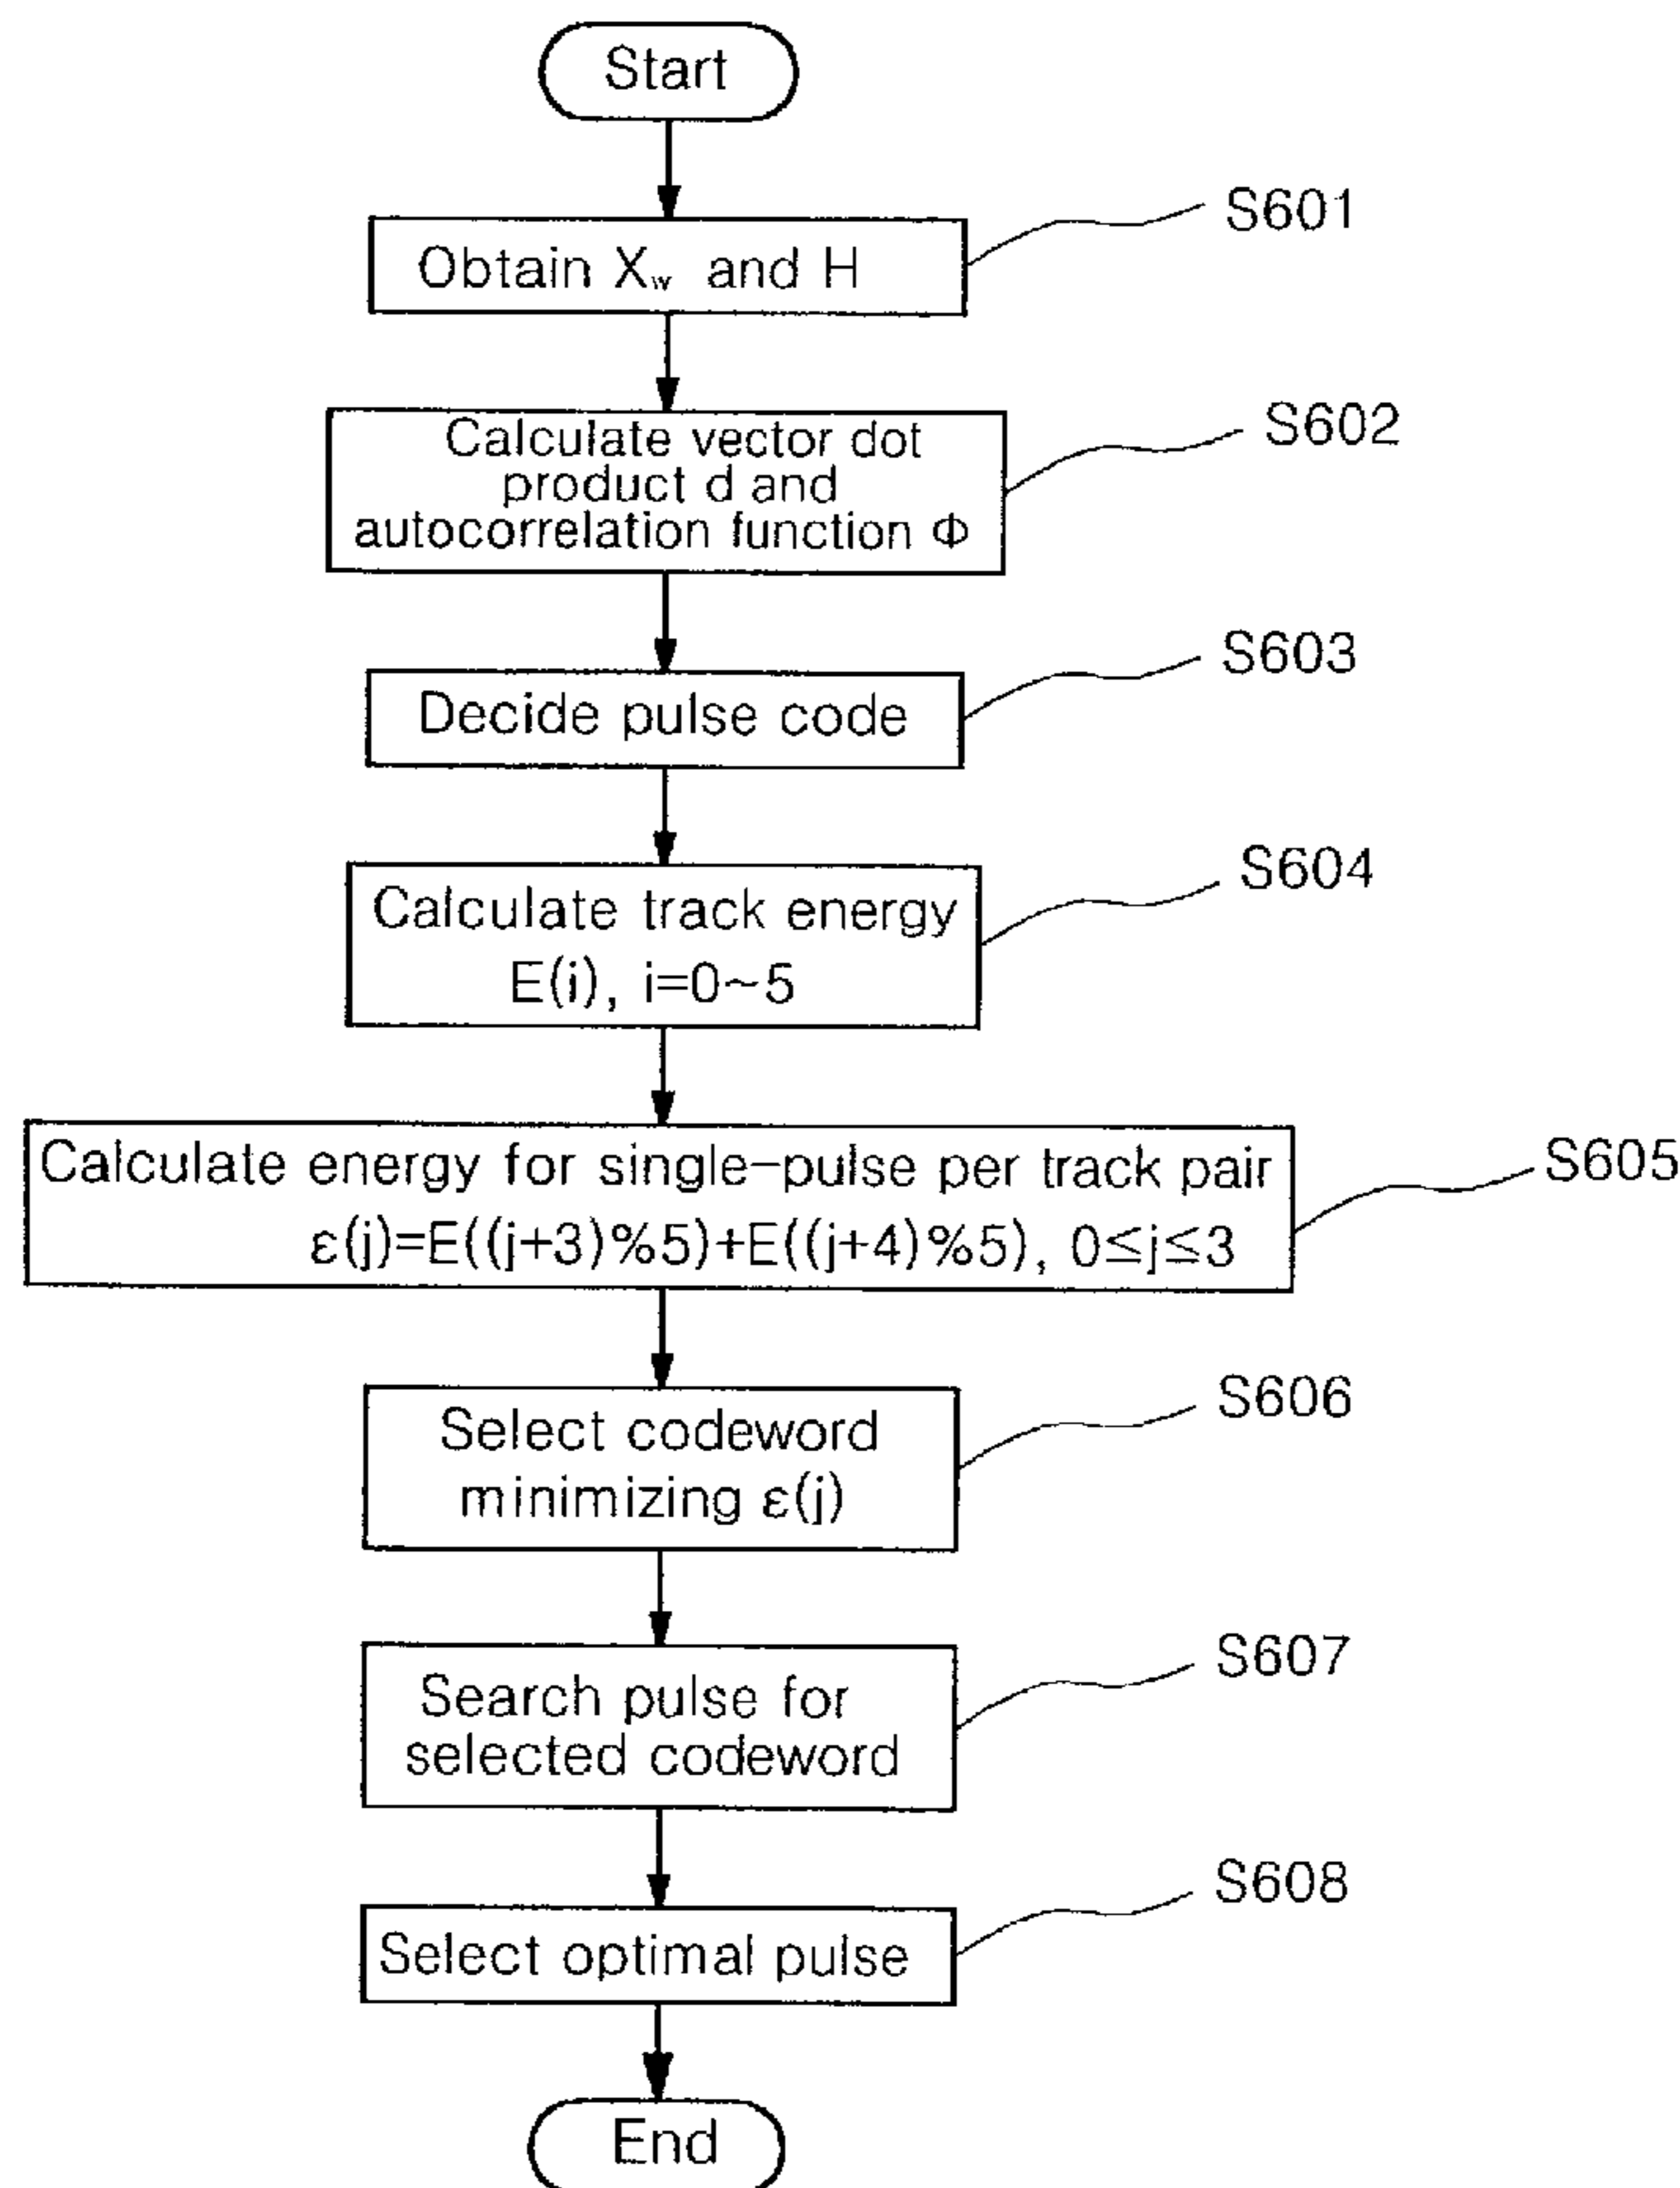 Start
S601
Obtain Xw and H
S602
Calculate vector dot
product d and
autocorrelation function Φ
S603
Decide pulse code
S604
Calculate track energy
E(i), i=0~5
S605
Calculate energy for single-pulse per track pair
ε(j)=E((j+3)%5)+E((j+4)%5), 0≤j≤3
S606
Select codeword
minimizing ε(j)
S607
Search pulse for
selected codeword
S608
Select optimal pulse
End